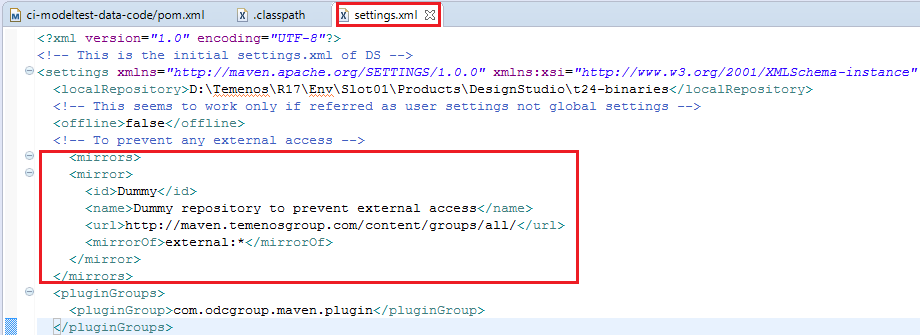 ci-modeltest-data-code/pom.xml .classpath settings.xml
<?xml version="1.0" encoding="UTF-8"?>
<!-- This is the initial settings.xml of DS -->
<settings xmlns="http://maven.apache.org/SETTINGS/1.0.0" xmlns:xsi="http://www.w3.org/2001/XMLSchema-instance"
<localRepository>D:\Temenos\R17\Env\Slot01\Products\DesignStudio\t24-binaries</localRepository>
<!-- This seems to work only if referred as user settings not global settings -->
<offline>false</offline>
<!-- To prevent any external access -->
<mirrors>
<mirror>
<id>Dummy</id>
<name>Dummy repository to prevent external access</name>
<url>http://maven.temenosgroup.com/content/groups/all/</url>
<mirrorOf>external:*</mirrorOf>
</mirror>
</mirrors>
<pluginGroups>
<pluginGroup>com.odcgroup.maven.plugin</pluginGroup>
</pluginGroups>